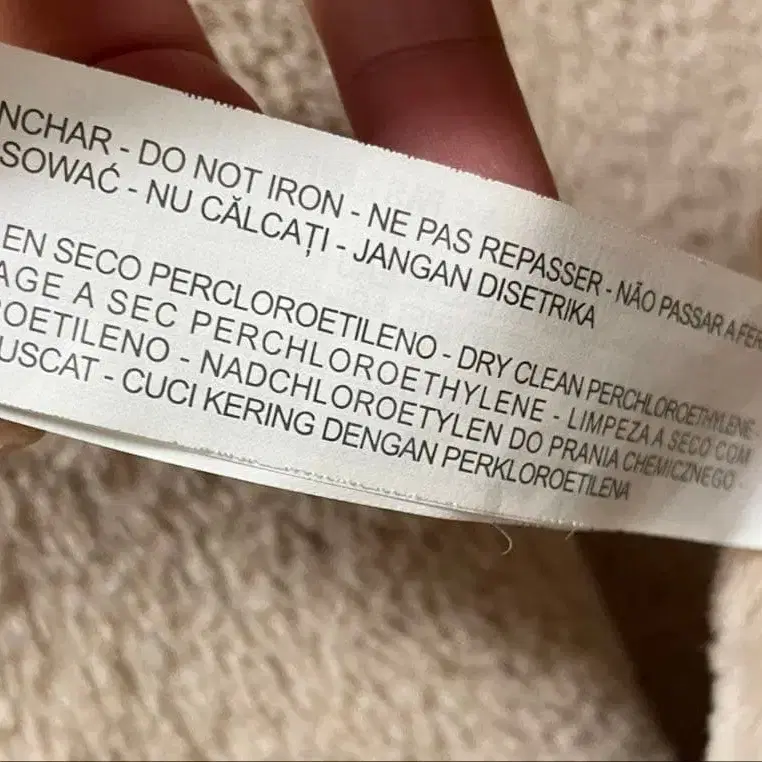 NCHAR - DO NOT IRON - NE PAS REPASSER - NÃO PASSAR A FER
SOWAĆ - NU CĂLCAȚI - JANGAN DISETRIKA
EN SECO PERCLOROETILENO - DRY CLEAN PERCHLOROETHYLENE -
AGE A SEC PERCHLOROETHYLENE - LIMPEZA A SECO COM
OETILENO - NADCHLOROETYLEN DO PRANIA CHEMICZNEGO -
USCAT - CUCI KERING DENGAN PERKLOROETILENA